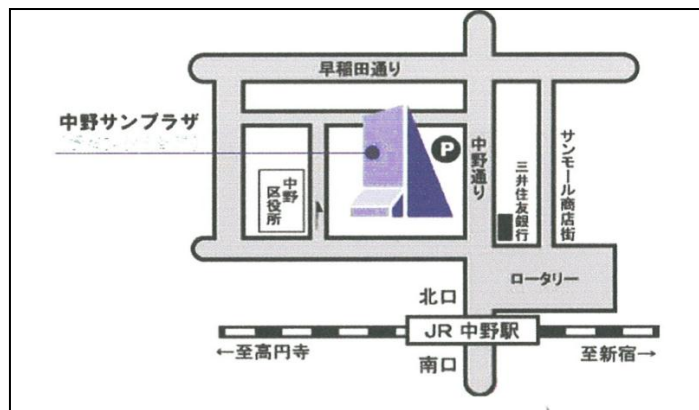 早稲田通り
中野サンプラザ
P
中野通り
サンモール商店街
三井住友銀行
中野
区役所
ロータリー
北口
JR 中野駅
南口
←至高円寺
至新宿→